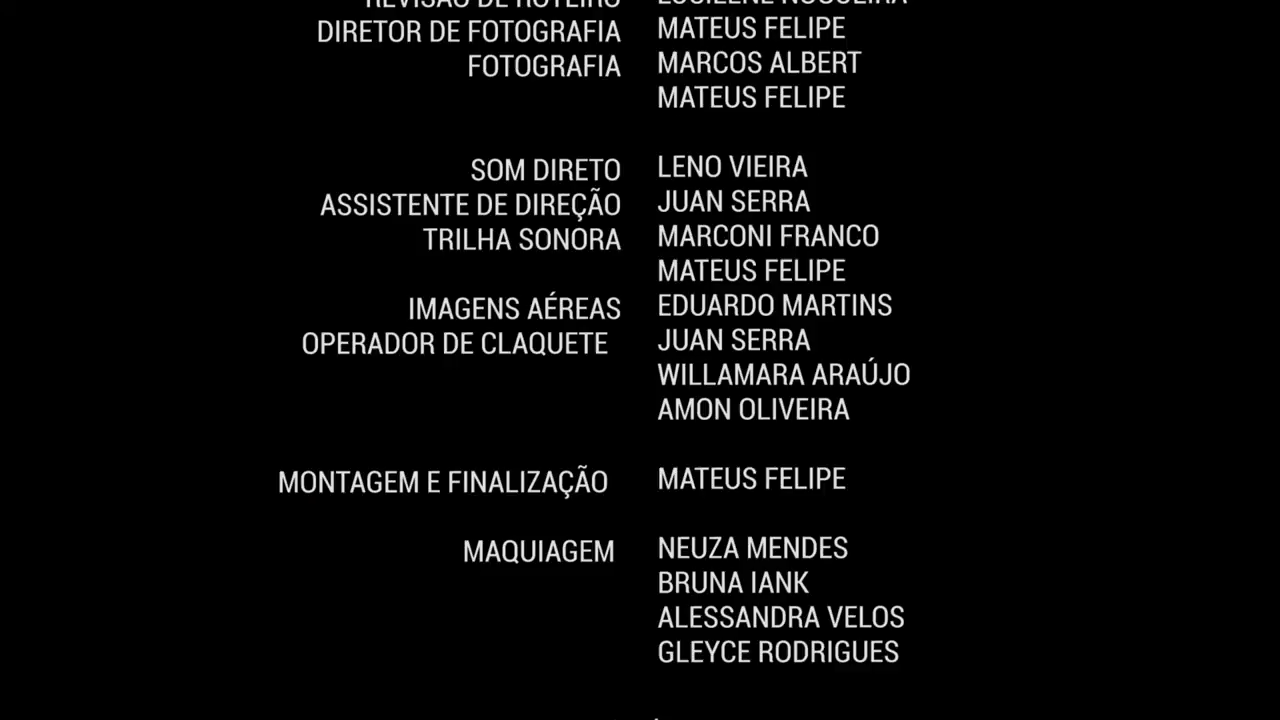 REVISÃO DE ROTEIRO LUCILENE NOGUEIRA
DIRETOR DE FOTOGRAFIA MATEUS FELIPE
FOTOGRAFIA MARCOS ALBERT
MATEUS FELIPE
SOM DIRETO LENO VIEIRA
ASSISTENTE DE DIREÇÃO JUAN SERRA
TRILHA SONORA MARCONI FRANCO
MATEUS FELIPE
IMAGENS AÉREAS EDUARDO MARTINS
OPERADOR DE CLAQUETE JUAN SERRA
WILLAMARA ARAÚJO
AMON OLIVEIRA
MONTAGEM E FINALIZAÇÃO MATEUS FELIPE
MAQUIAGEM NEUZA MENDES
BRUNA IANK
ALESSANDRA VELOS
GLEYCE RODRIGUES